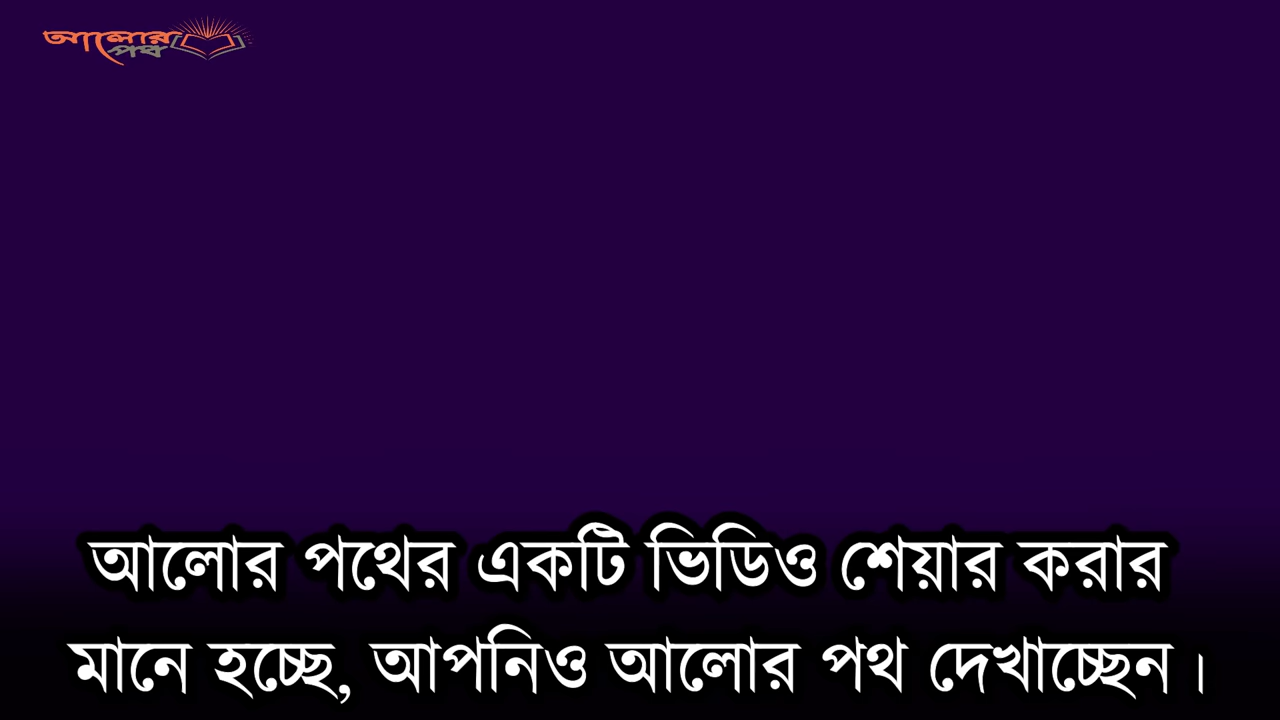 আলোর
পথ
আলোর পথের একটি ভিডিও শেয়ার করার
মানে হচ্ছে, আপনিও আলোর পথ দেখাচ্ছেন।